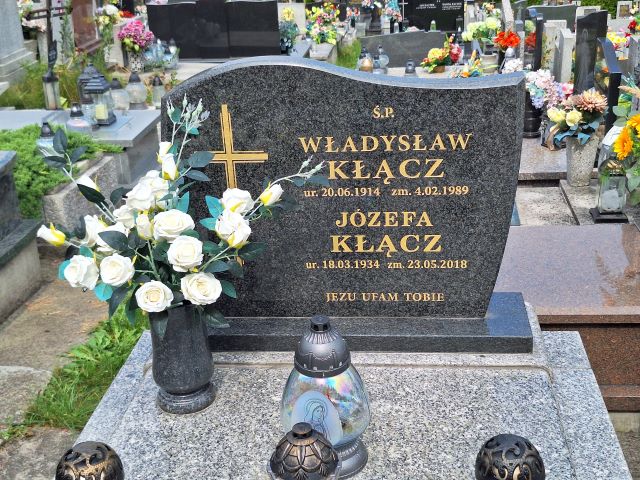 Ś.P.
WŁADYSŁAW
KŁĄCZ
ur. 20.06.1914 zm. 4.02.1989
JÓZEFA
KŁĄCZ
ur. 18.03.1934 zm. 23.05.2018
JEZU UFAM TOBIE